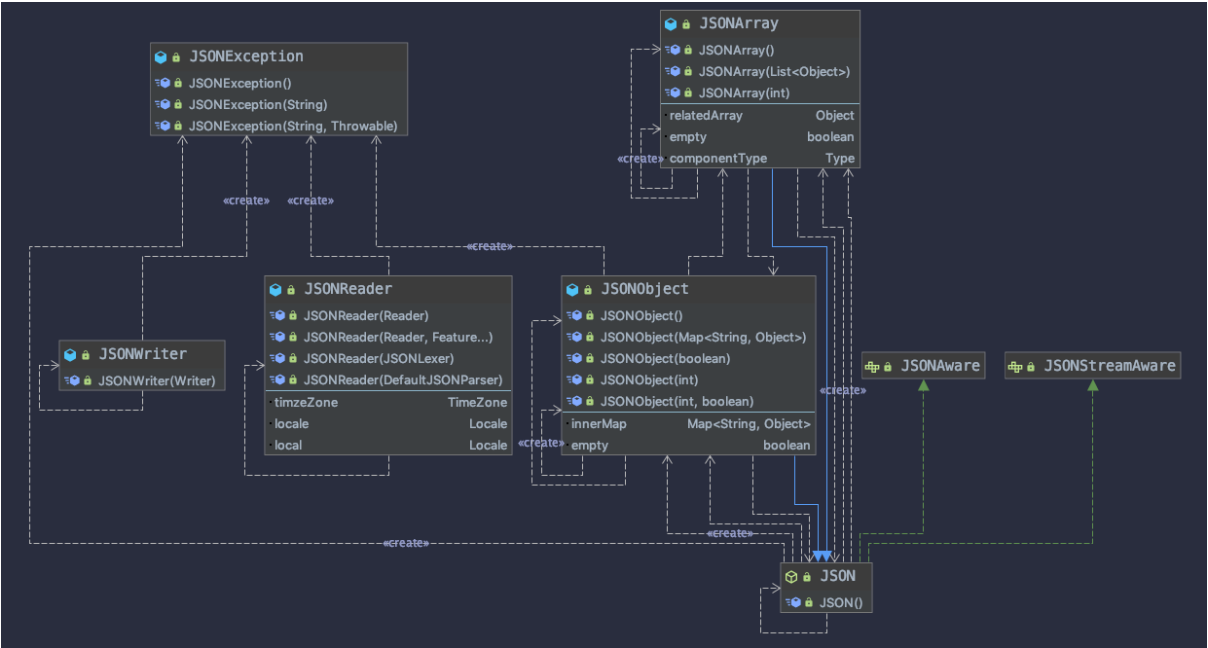 JSONArray
JSONArray()
JSONArray(List<Object>)
JSONArray(int)
relatedArray Object
empty boolean
componentType Type
«create»
JSONException
JSONException()
JSONException(String)
JSONException(String, Throwable)
«create» «create»
«create»
JSONReader
JSONReader(Reader)
JSONReader(Reader, Feature...)
JSONReader(JSONLexer)
JSONReader(DefaultJSONParser)
timzeZone TimeZone
locale Locale
local Locale
JSONObject
JSONObject()
JSONObject(Map<String, Object>)
JSONObject(boolean)
JSONObject(int)
JSONObject(int, boolean)
innerMap Map<String, Object>
empty boolean
«create»
JSONWriter
JSONWriter(Writer)
JSONAware
JSONStreamAware
«create»
«create»
«create»
JSON
JSON()